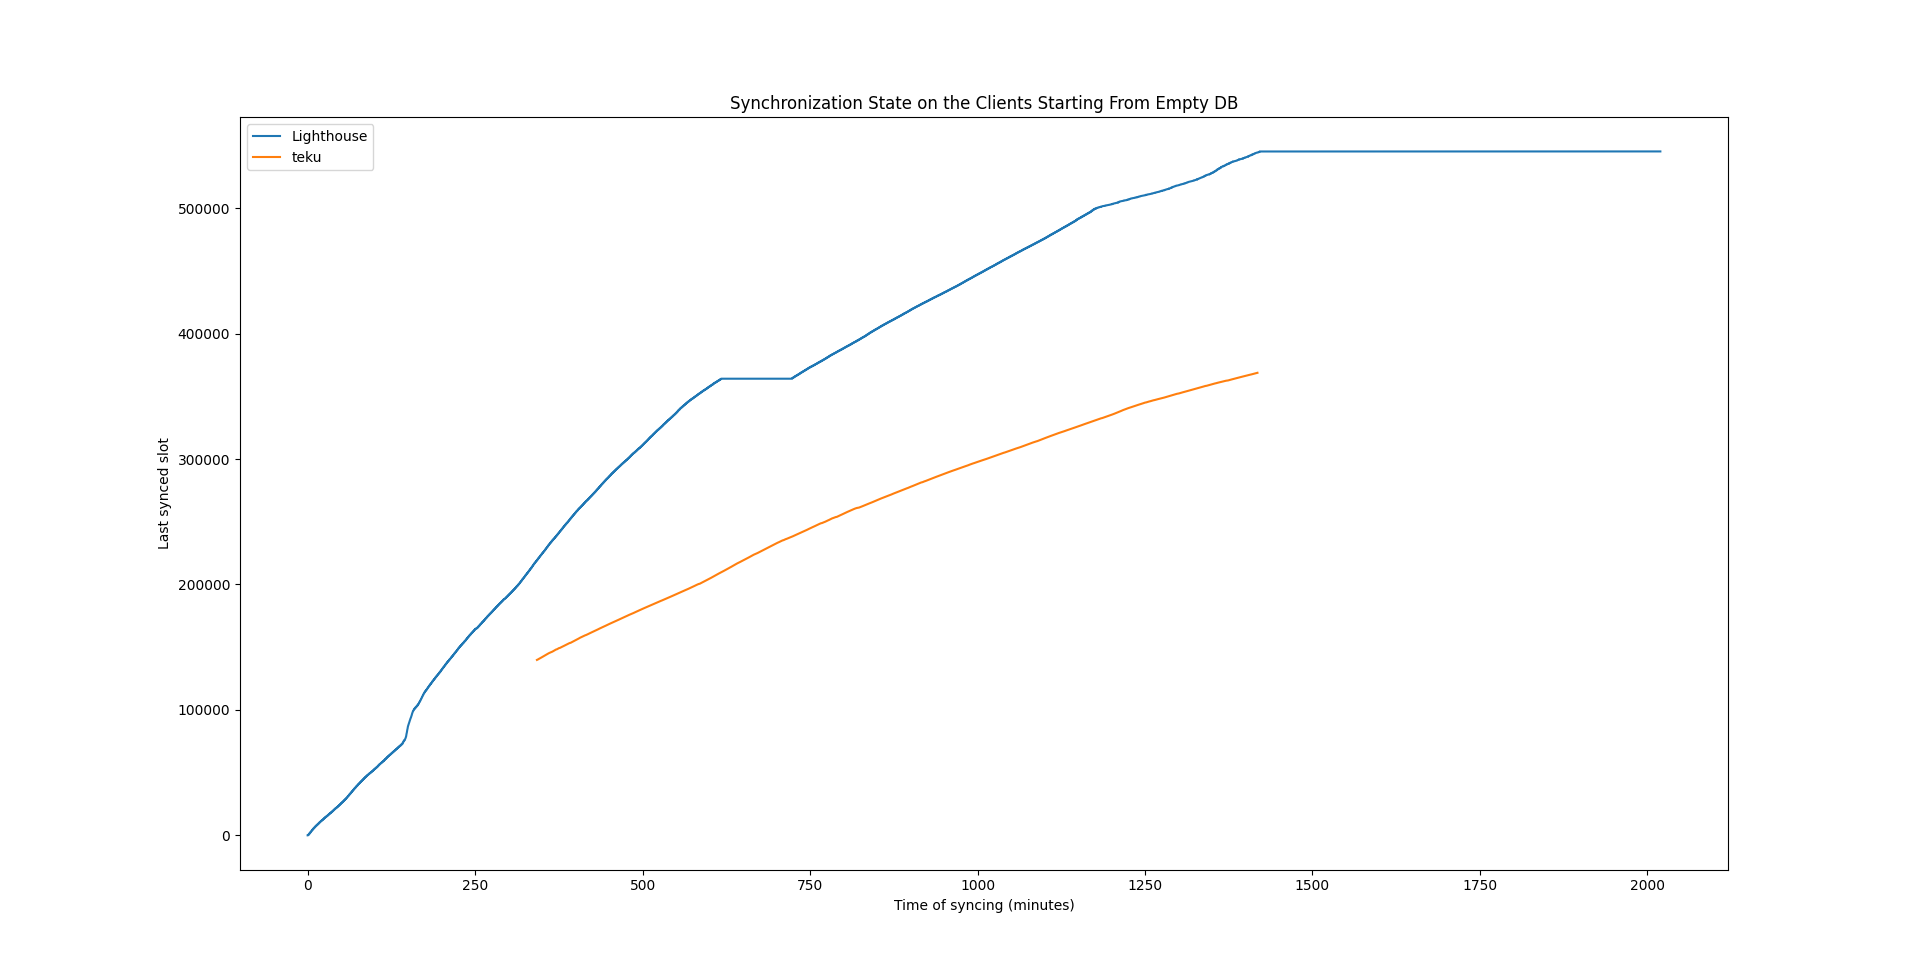 Synchronization State on the Clients Starting From Empty DB
Lighthouse
teku
Last synced slot
500000
400000
300000
200000
100000
0
0 250 500 750 1000 1250 1500 1750 2000
Time of syncing (minutes)